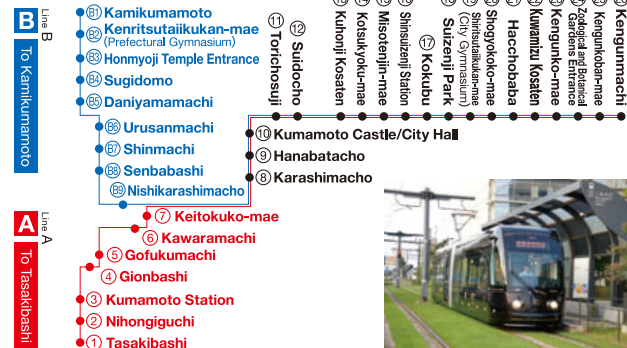 B
Line B
To Kamikumamoto
B1 Kamikumamoto
B2 Kenritsutaiikukan-mae
(Prefectural Gymnasium)
B3 Honmyoji Temple Entrance
B4 Sugidomo
B5 Daniyamamachi
B6 Urusanmachi
B7 Shinmachi
B8 Senbabashi
B9 Nishikarashimacho
11 Torichosuji
12 Suidocho
Kuhonji Kosaten
Kotsukyoku-mae
Misotenjin-mae
Shinsuizenji Station
17 Kokubu
Suizenji Park
Shiritsutaiikukan-mae
(City Gymnasium)
Shogyokoko-mae
Hacchobaba
Kuwamizu Kosaten
Kengunko-mae
Zoological and Botanical
Gardens Entrance
Kengunkoban-mae
Kengunmachi
10 Kumamoto Castle/City Hall
9 Hanabatacho
8 Karashimacho
A
Line A
To Tasakibashi
7 Keitokuko-mae
6 Kawaramachi
5 Gofukumachi
4 Gionbashi
3 Kumamoto Station
2 Nihongiguchi
1 Tasakibashi